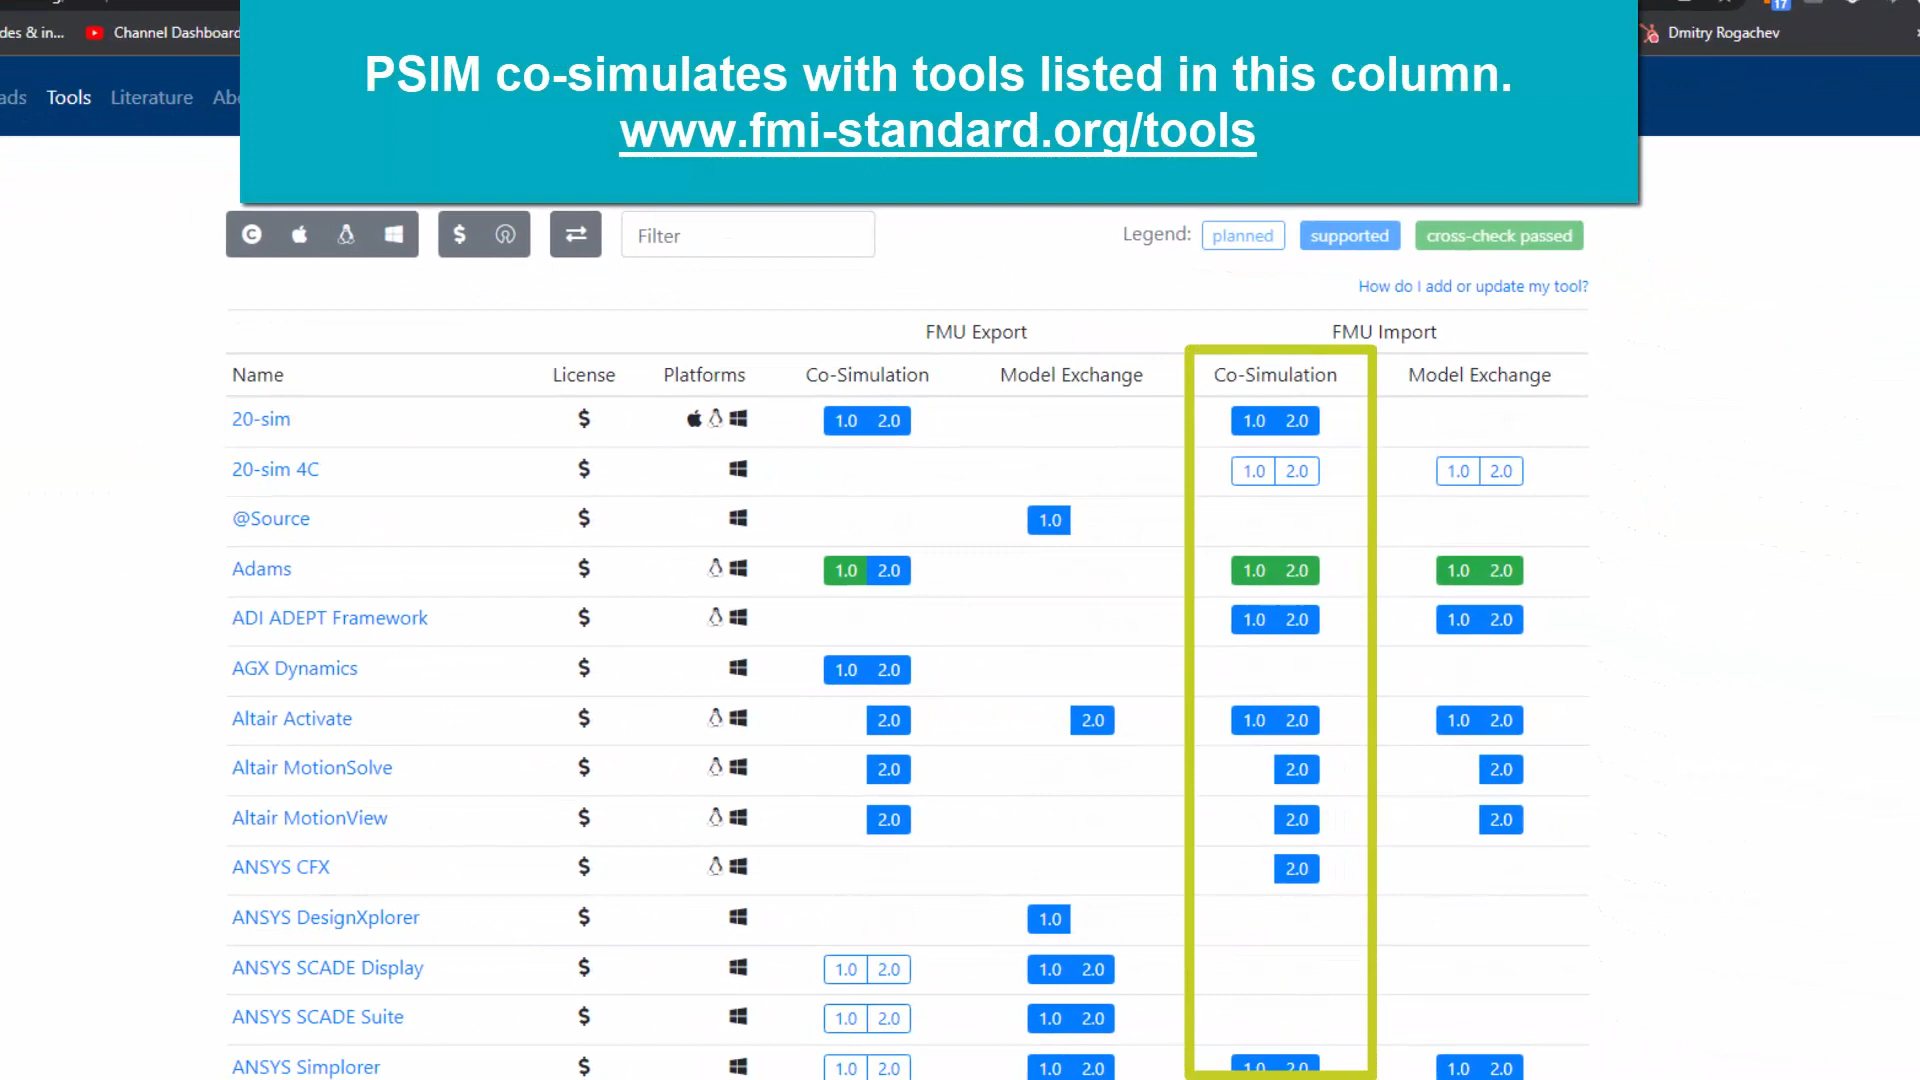 des & in...
Channel Dashboard
17
Dmitry Rogachev
PSIM co-simulates with tools listed in this column.
www.fmi-standard.org/tools
ads Tools Literature Abo
Filter
Legend: planned supported cross-check passed
How do I add or update my tool?
FMU Export FMU Import
Name License Platforms Co-Simulation Model Exchange Co-Simulation Model Exchange
20-sim $ 1.0 2.0 1.0 2.0
20-sim 4C $ 1.0 2.0 1.0 2.0
@Source $ 1.0
Adams $ 1.0 2.0 1.0 2.0 1.0 2.0
ADI ADEPT Framework $ 1.0 2.0 1.0 2.0
AGX Dynamics $ 1.0 2.0
Altair Activate $ 2.0 2.0 1.0 2.0 1.0 2.0
Altair MotionSolve $ 2.0 2.0 2.0
Altair MotionView $ 2.0 2.0 2.0
ANSYS CFX $ 2.0
ANSYS DesignXplorer $ 1.0
ANSYS SCADE Display $ 1.0 2.0 1.0 2.0
ANSYS SCADE Suite $ 1.0 2.0 1.0 2.0
ANSYS Simplorer $ 1.0 2.0 1.0 2.0 1.0 2.0 1.0 2.0